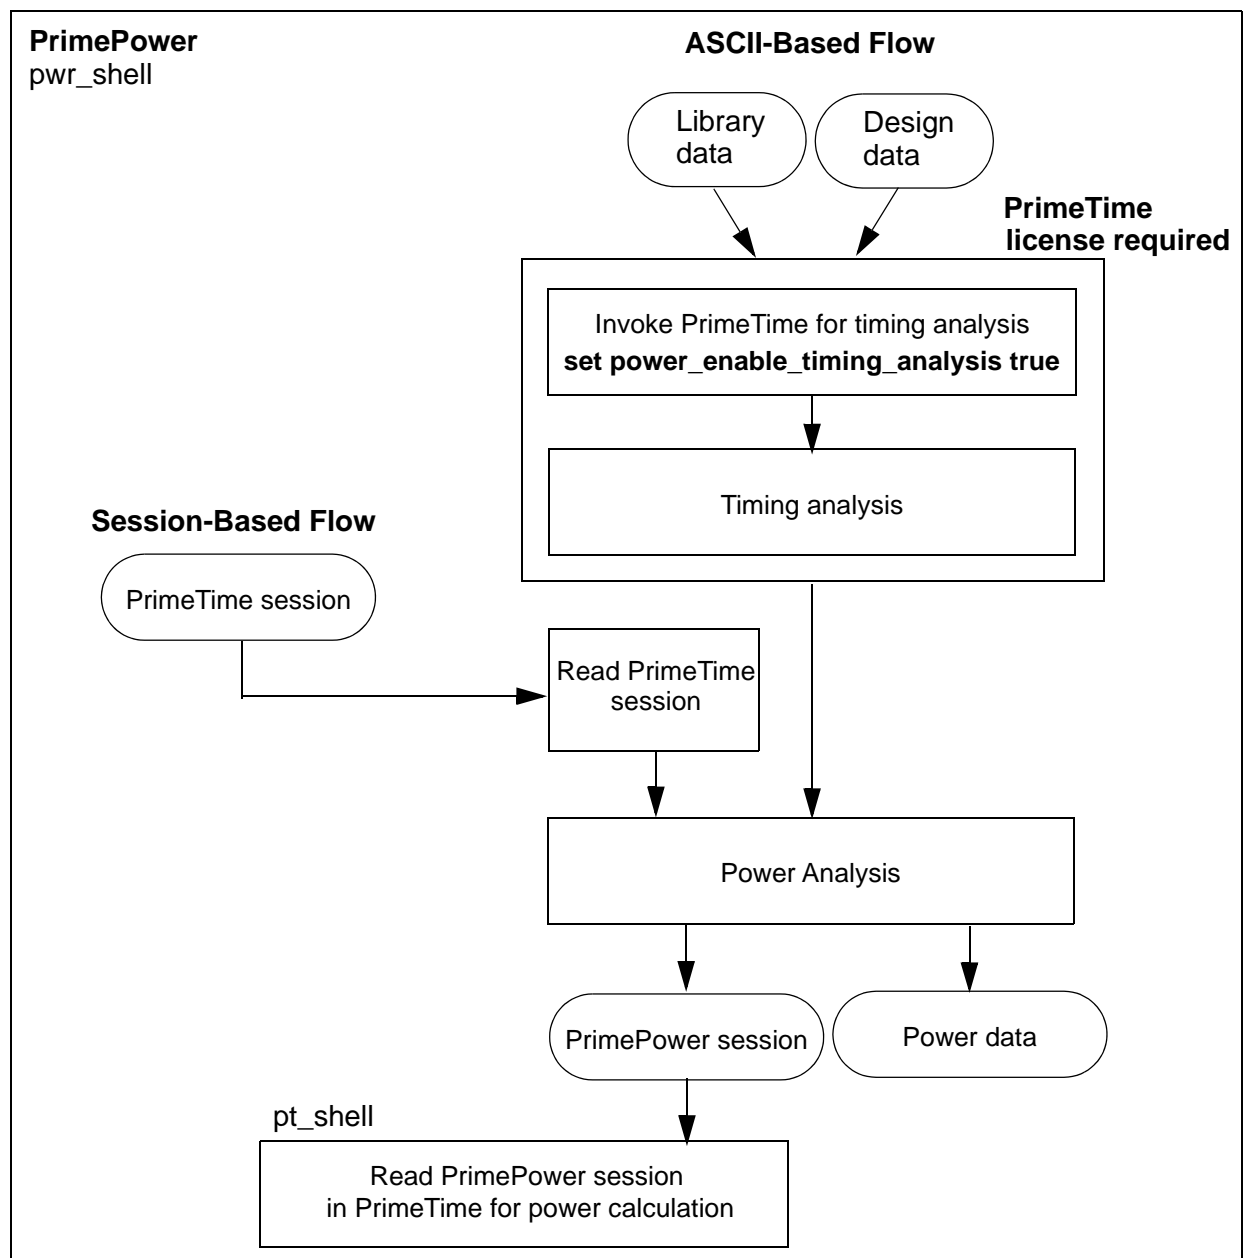 PrimePower
pwr_shell
ASCII-Based Flow
Library
data
Design
data
PrimeTime
license required
Invoke PrimeTime for timing analysis
set power_enable_timing_analysis true
Timing analysis
Session-Based Flow
PrimeTime session
Read PrimeTime
session
Power Analysis
PrimePower session
Power data
pt_shell
Read PrimePower session
in PrimeTime for power calculation